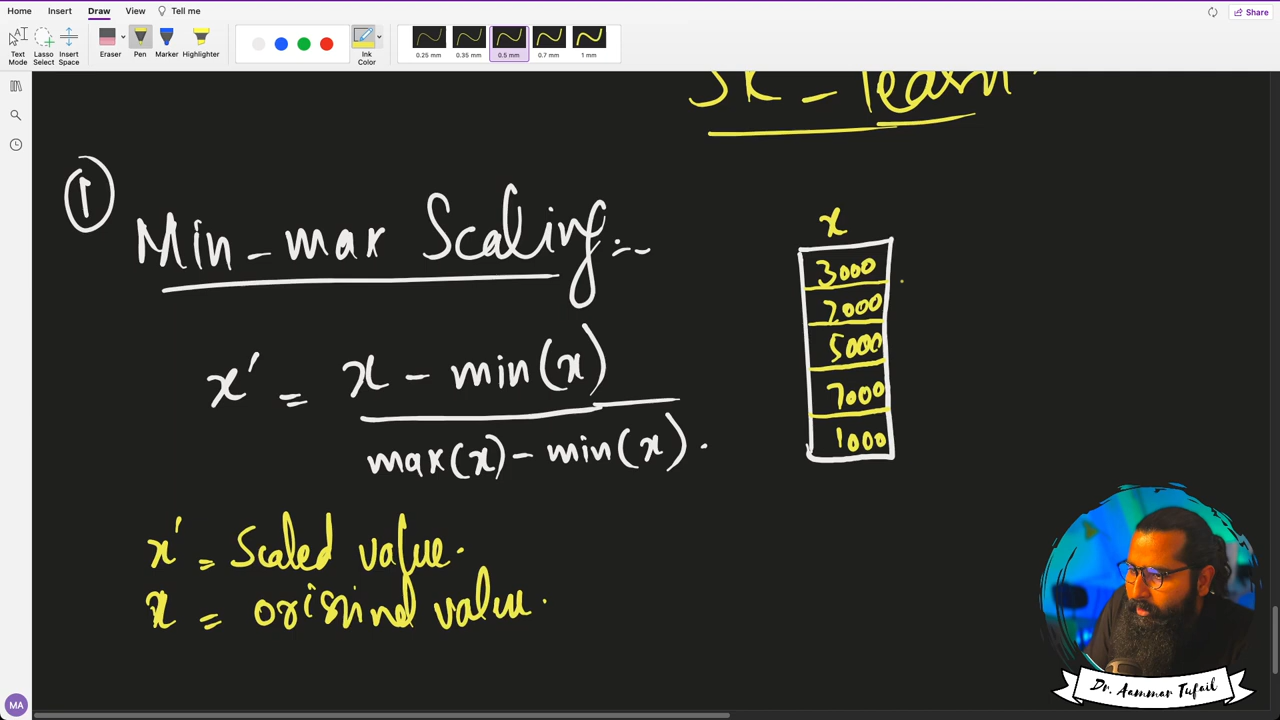 Home Insert Draw View Tell me Share
Text Mode Lasso Select Insert Space Eraser Pen Marker Highlighter Ink Color 0.25 mm 0.35 mm 0.5 mm 0.7 mm 1 mm
Sk-learn
① Min-max Scaling:-
x' = x - min(x)
max(x) - min(x).
x' = Scaled value.
x = original value.
x
3000
2000
5000
7000
1000
MA
Dr. Aammar Tufail